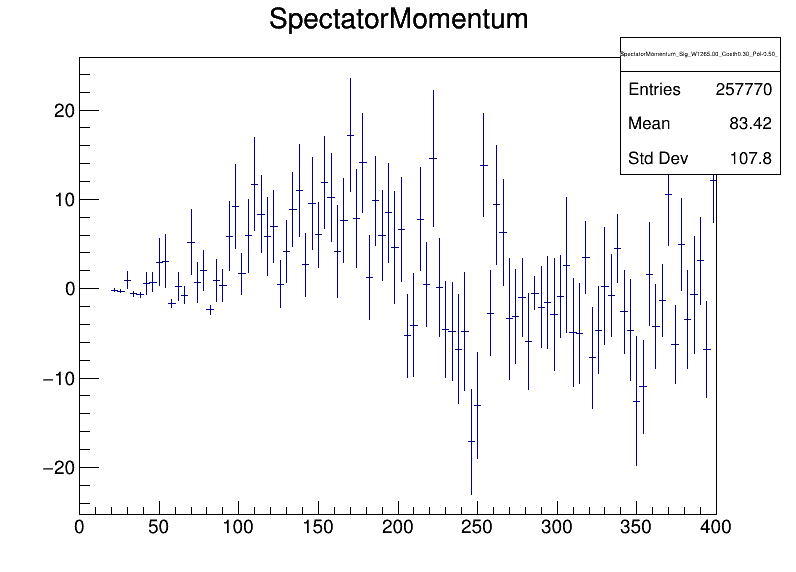 SpectatorMomentum
SpectatorMomentum_Sig_W1265.00_Costh0.30_Pol-0.50_
Entries 257770
Mean 83.42
Std Dev 107.8
20
10
0
−10
−20
0 50 100 150 200 250 300 350 400